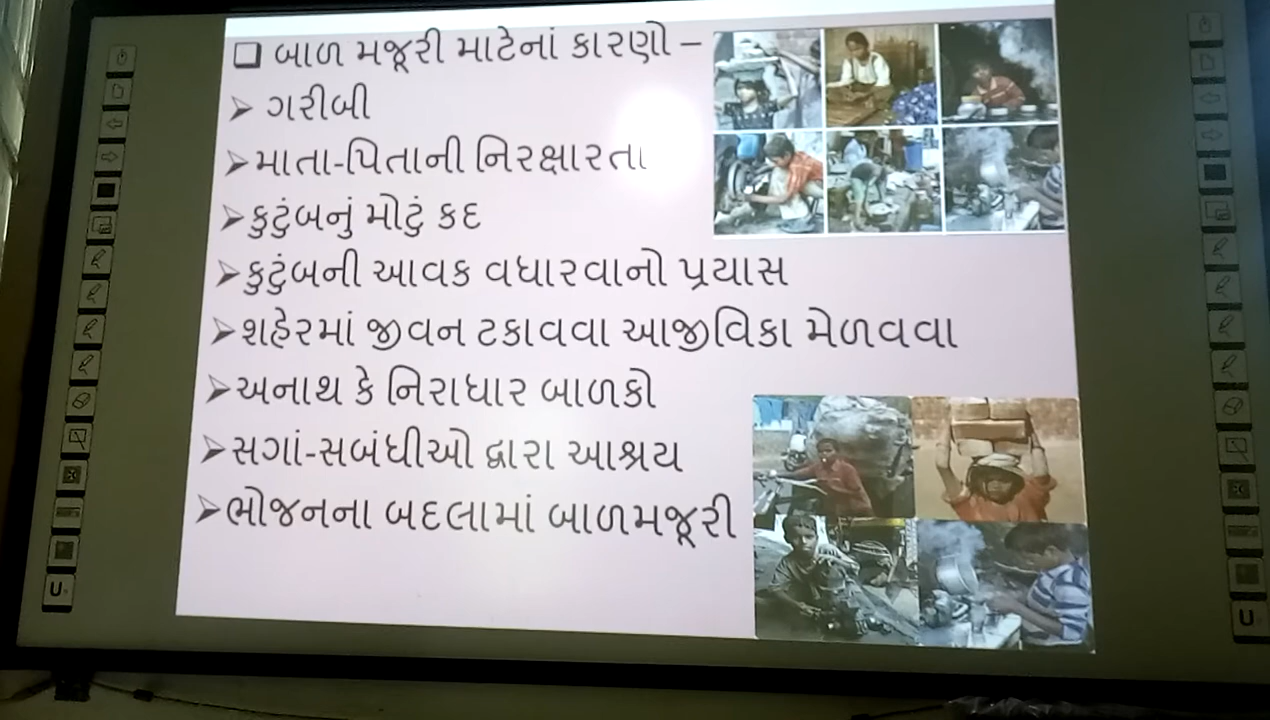 ❑ બાળ મજૂરી માટેનાં કારણો –
➤ ગરીબી
➤માતા-પિતાની નિરક્ષારતા
➤કુટુંબનું મોટું કદ
➤કુટુંબની આવક વધારવાનો પ્રયાસ
➤શહેરમાં જીવન ટકાવવા આજીવિકા મેળવવા
➤અનાથ કે નિરાધાર બાળકો
➤સગાં-સબંધીઓ દ્વારા આશ્રય
➤ભોજનના બદલામાં બાળમજૂરી